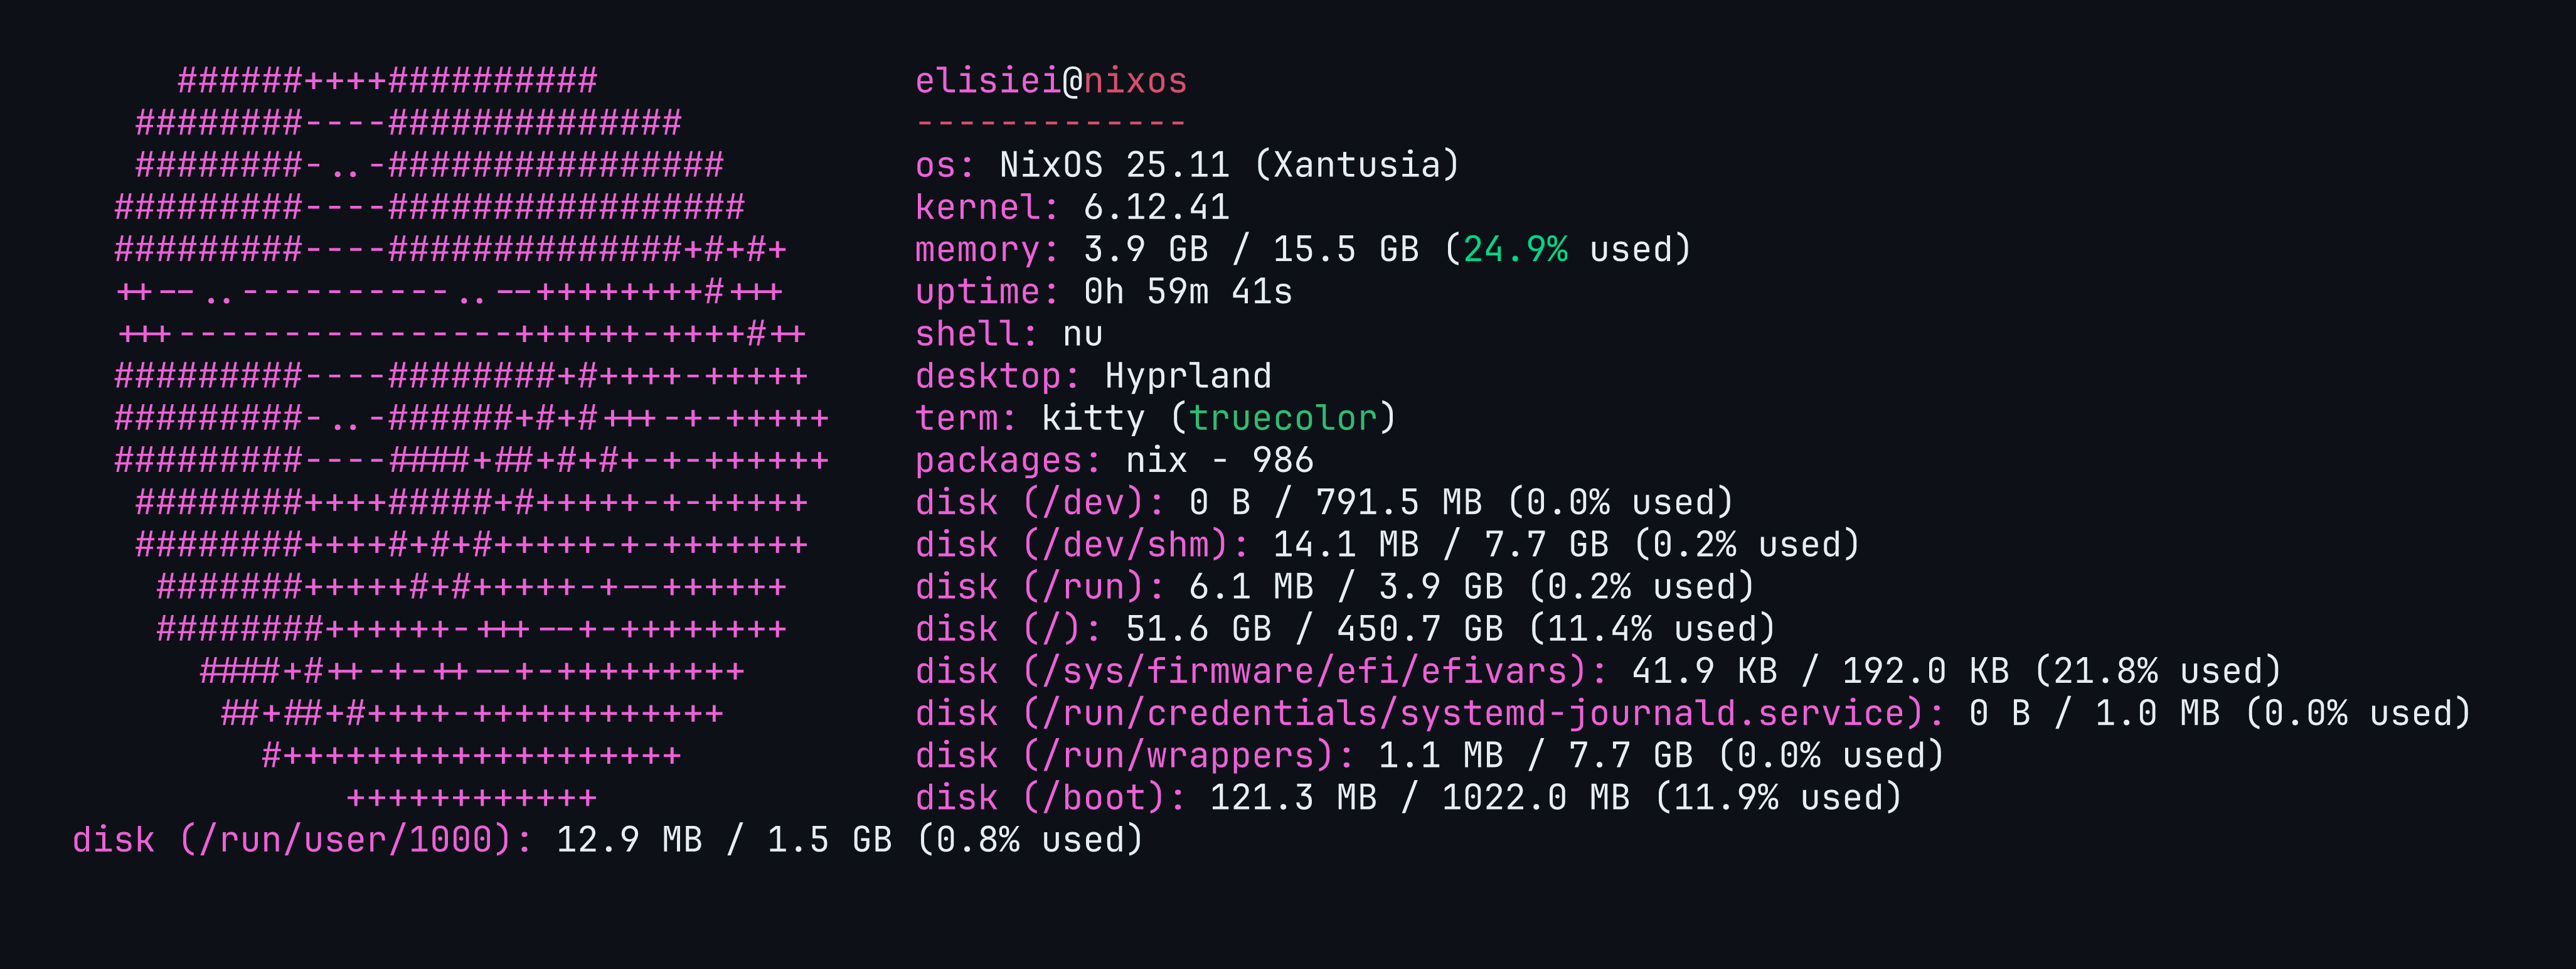 ######++++##########               elisiei@nixos
########----##############           -------------
########-..-################         os: NixOS 25.11 (Xantusia)
#########----#################        kernel: 6.12.41
#########----##############+#+#+      memory: 3.9 GB / 15.5 GB (24.9% used)
++--..----------..--++++++++#+++      uptime: 0h 59m 41s
+++----------------++++++-++++#++     shell: nu
#########----########+#++++-+++++     desktop: Hyprland
#########-..-######+#+#+++-+-+++++    term: kitty (truecolor)
#########----####+##+#+#+-+-++++++    packages: nix - 986
########++++#####+#+++++-+-++++++     disk (/dev): 0 B / 791.5 MB (0.0% used)
########++++#+#+#+++++-+-+++++++      disk (/dev/shm): 14.1 MB / 7.7 GB (0.2% used)
#######+++++#+#+++++-+--++++++       disk (/run): 6.1 MB / 3.9 GB (0.2% used)
########++++++-+++--+-++++++++       disk (/): 51.6 GB / 450.7 GB (11.4% used)
####+#++-+-++--+-+++++++++         disk (/sys/firmware/efi/efivars): 41.9 KB / 192.0 KB (21.8% used)
##+##+#++++-++++++++++++          disk (/run/credentials/systemd-journald.service): 0 B / 1.0 MB (0.0% used)
#+++++++++++++++++++            disk (/run/wrappers): 1.1 MB / 7.7 GB (0.0% used)
++++++++++++                disk (/boot): 121.3 MB / 1022.0 MB (11.9% used)
disk (/run/user/1000): 12.9 MB / 1.5 GB (0.8% used)